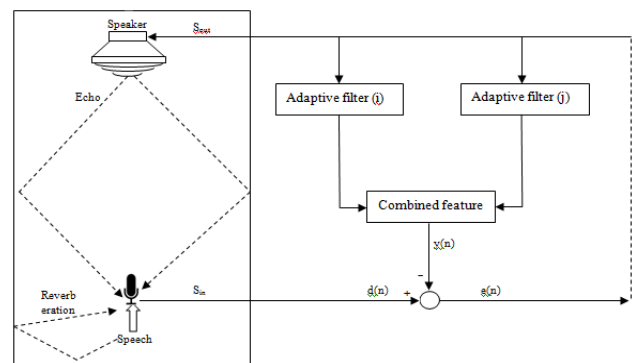 Speaker
Sout
Echo
Adaptive filter (i)
Adaptive filter (j)
Combined feature
y(n)
−
Sin
d(n)
+
e(n)
Reverb
eration
Speech